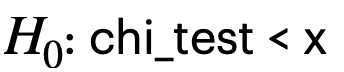 H₀: chi_test < x